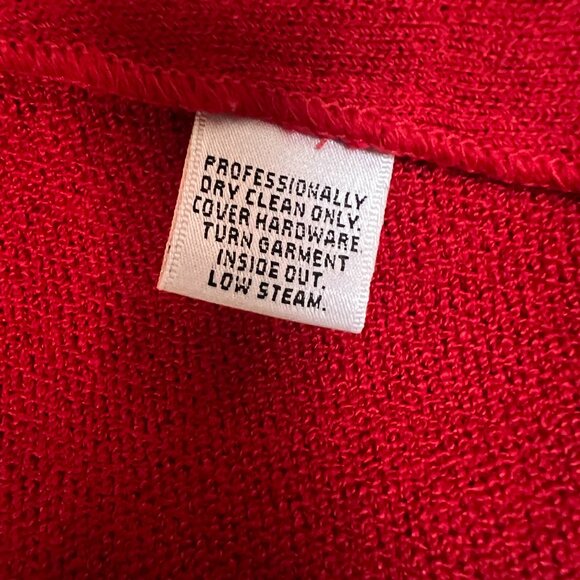 PROFESSIONALLY
DRY CLEAN ONLY.
COVER HARDWARE.
TURN GARMENT
INSIDE OUT.
LOW STEAM.